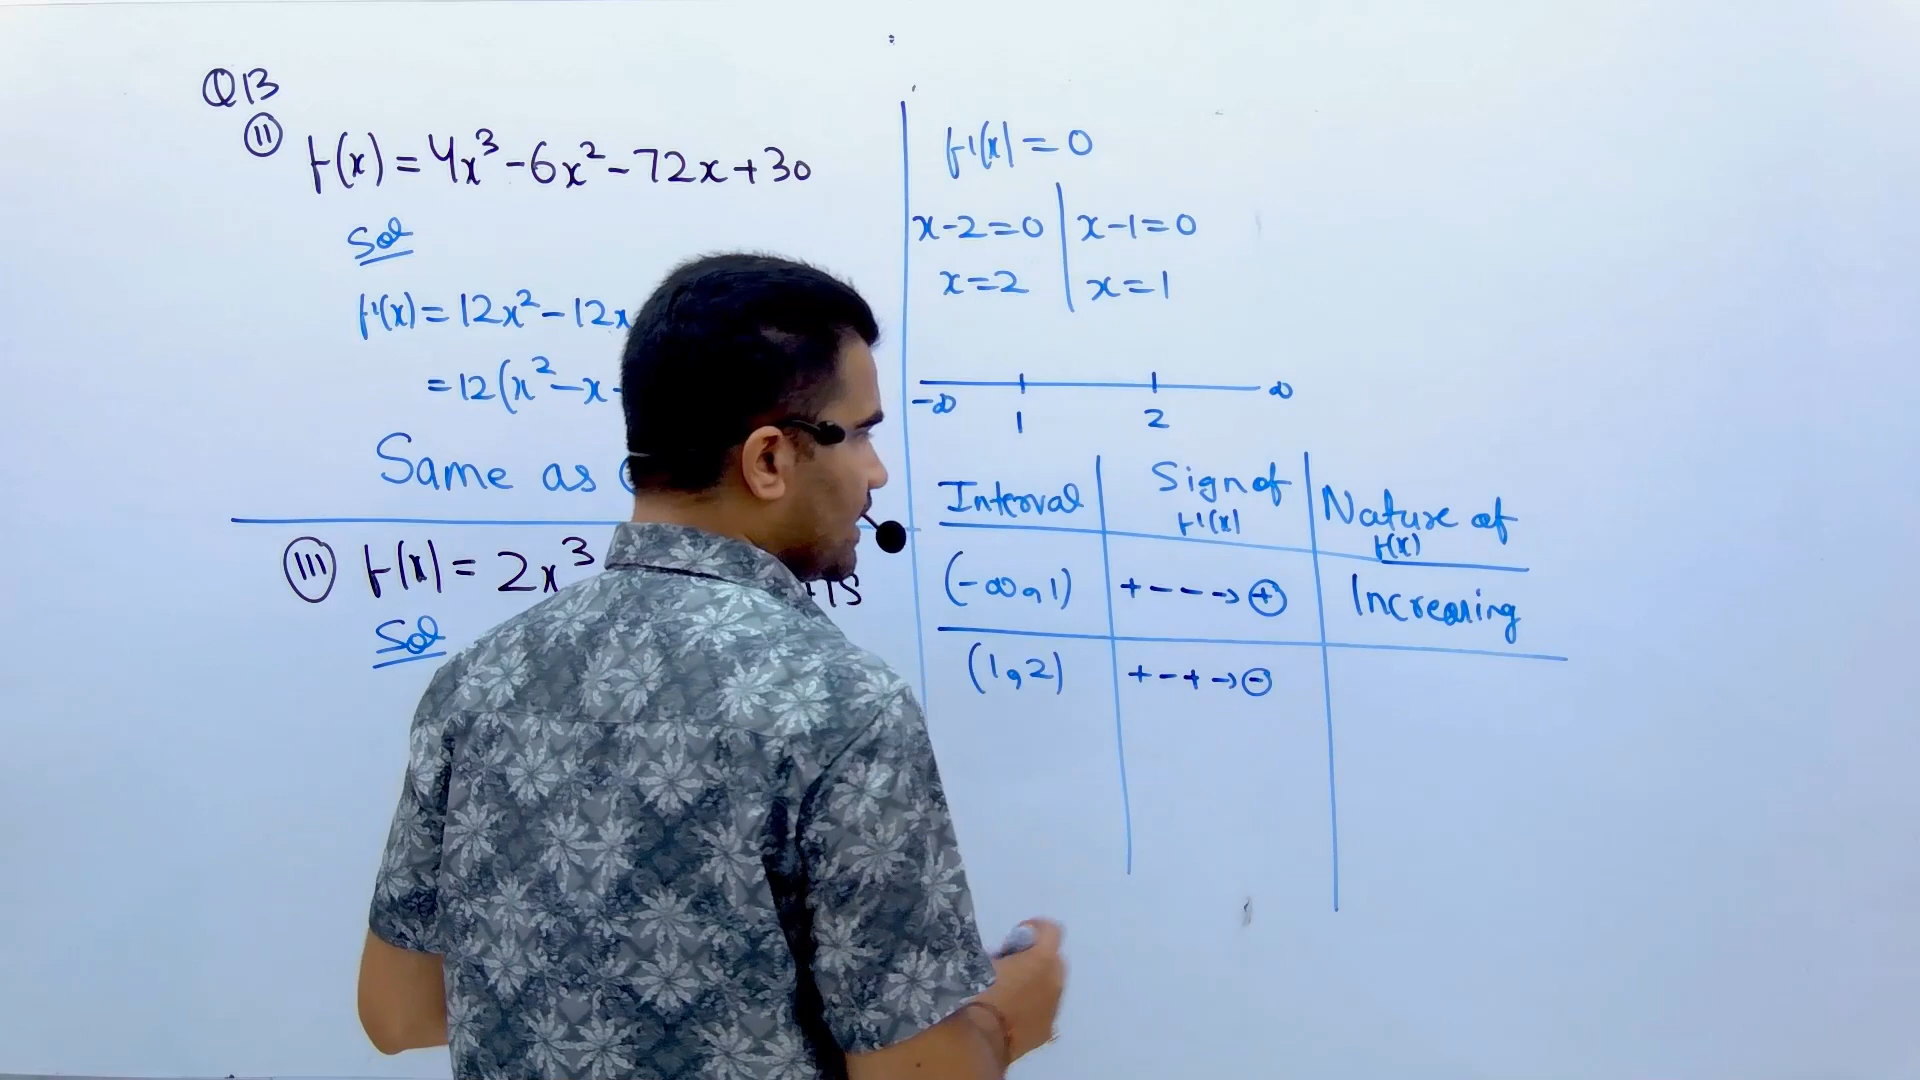 Q13
(ii) f(x) = 4x³ - 6x² - 72x + 30
Sol
f'(x) = 12x² - 12x
= 12(x² - x -
Same as
(iii) f(x) = 2x³ +15
Sol
f'(x) = 0
x-2=0 | x-1=0
x=2 | x=1
-∞ 1 2 ∞
Interval | Sign of f'(x) | Nature of f(x)
(-∞, 1) | + - - -> ⊕ | Increasing
(1, 2) | + - + -> ⊖